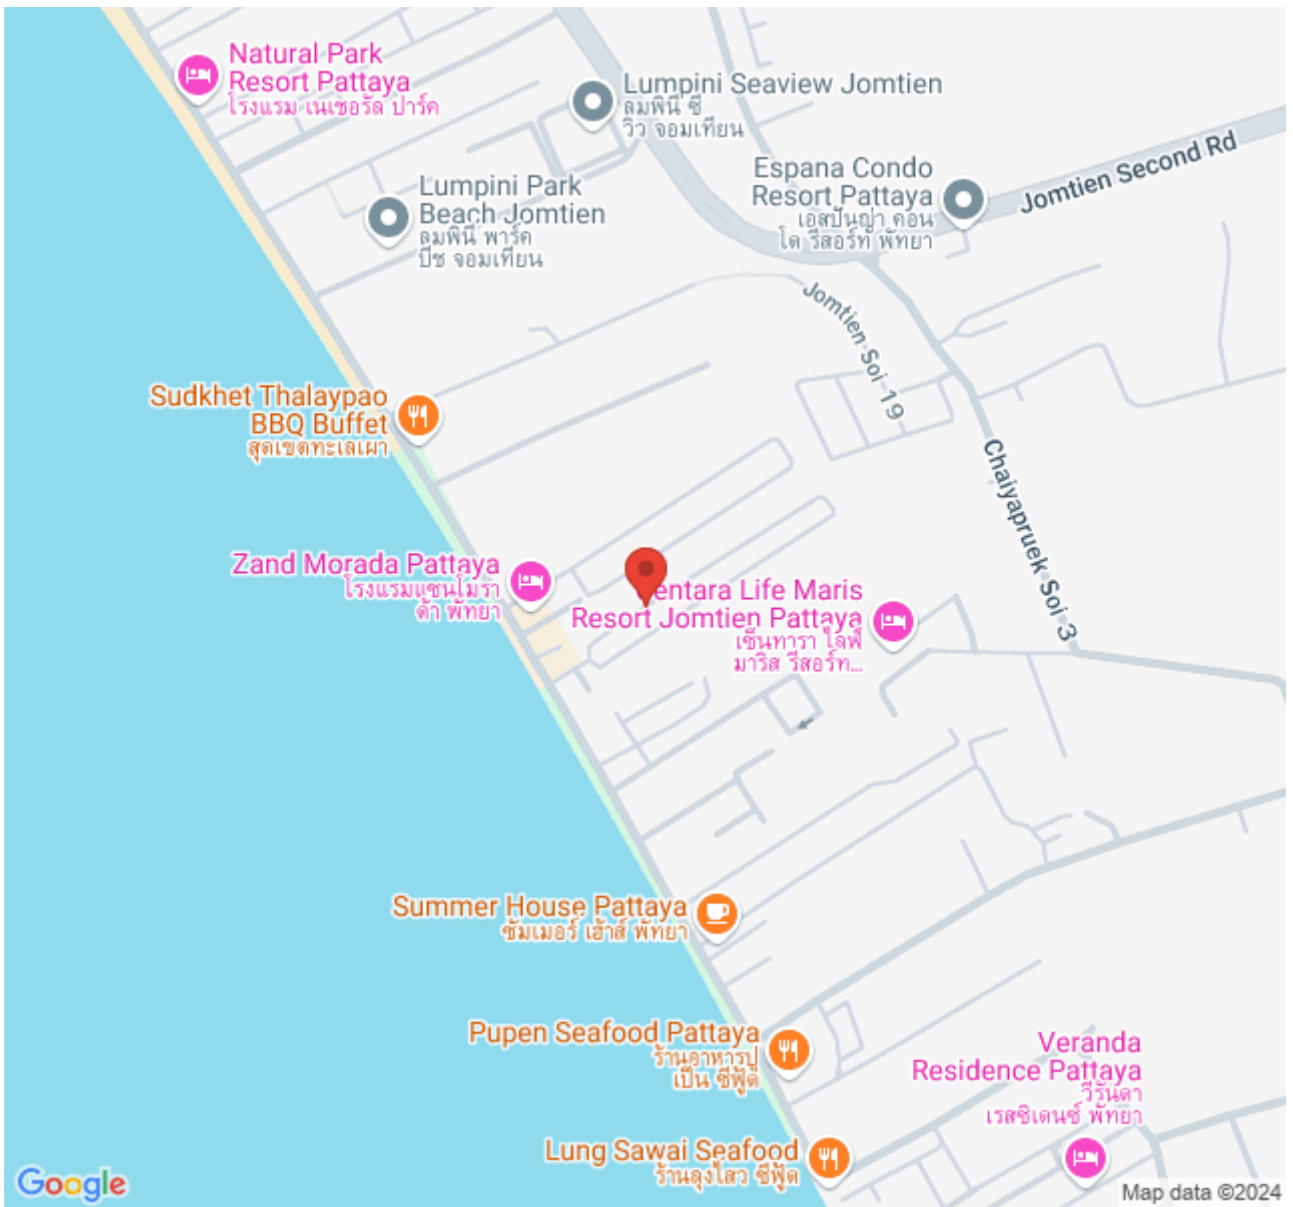 Natural Park
Resort Pattaya
โรงแรม เนเชอรัล ปาร์ค
Lumpini Seaview Jomtien
ลุมพินี ซี
วิว จอมเทียน
Jomtien Second Rd
Espana Condo
Resort Pattaya
เอสปันญ่า คอน
โด รีสอร์ท พัทยา
Lumpini Park
Beach Jomtien
ลุมพินี พาร์ค
บีช จอมเทียน
Jomtien Soi 19
Sudkhet Thalaypao
BBQ Buffet
สุดเขตทะเลเผา
Chaiyapruek Soi 3
Zand Morada Pattaya
โรงแรมแซนโมรา
ด้า พัทยา
entara Life Maris
Resort Jomtien Pattaya
เซ็นทารา ไลฟ์
มาริส รีสอร์ท...
Summer House Pattaya
ซัมเมอร์ เฮ้าส์ พัทยา
Pupen Seafood Pattaya
ร้านอาหารปู
เป็น ซีฟู้ด
Veranda
Residence Pattaya
วีรันดา
เรสซิเดนซ์ พัทยา
Lung Sawai Seafood
ร้านลุงไสว ซีฟู้ด
Google
Map data ©2024